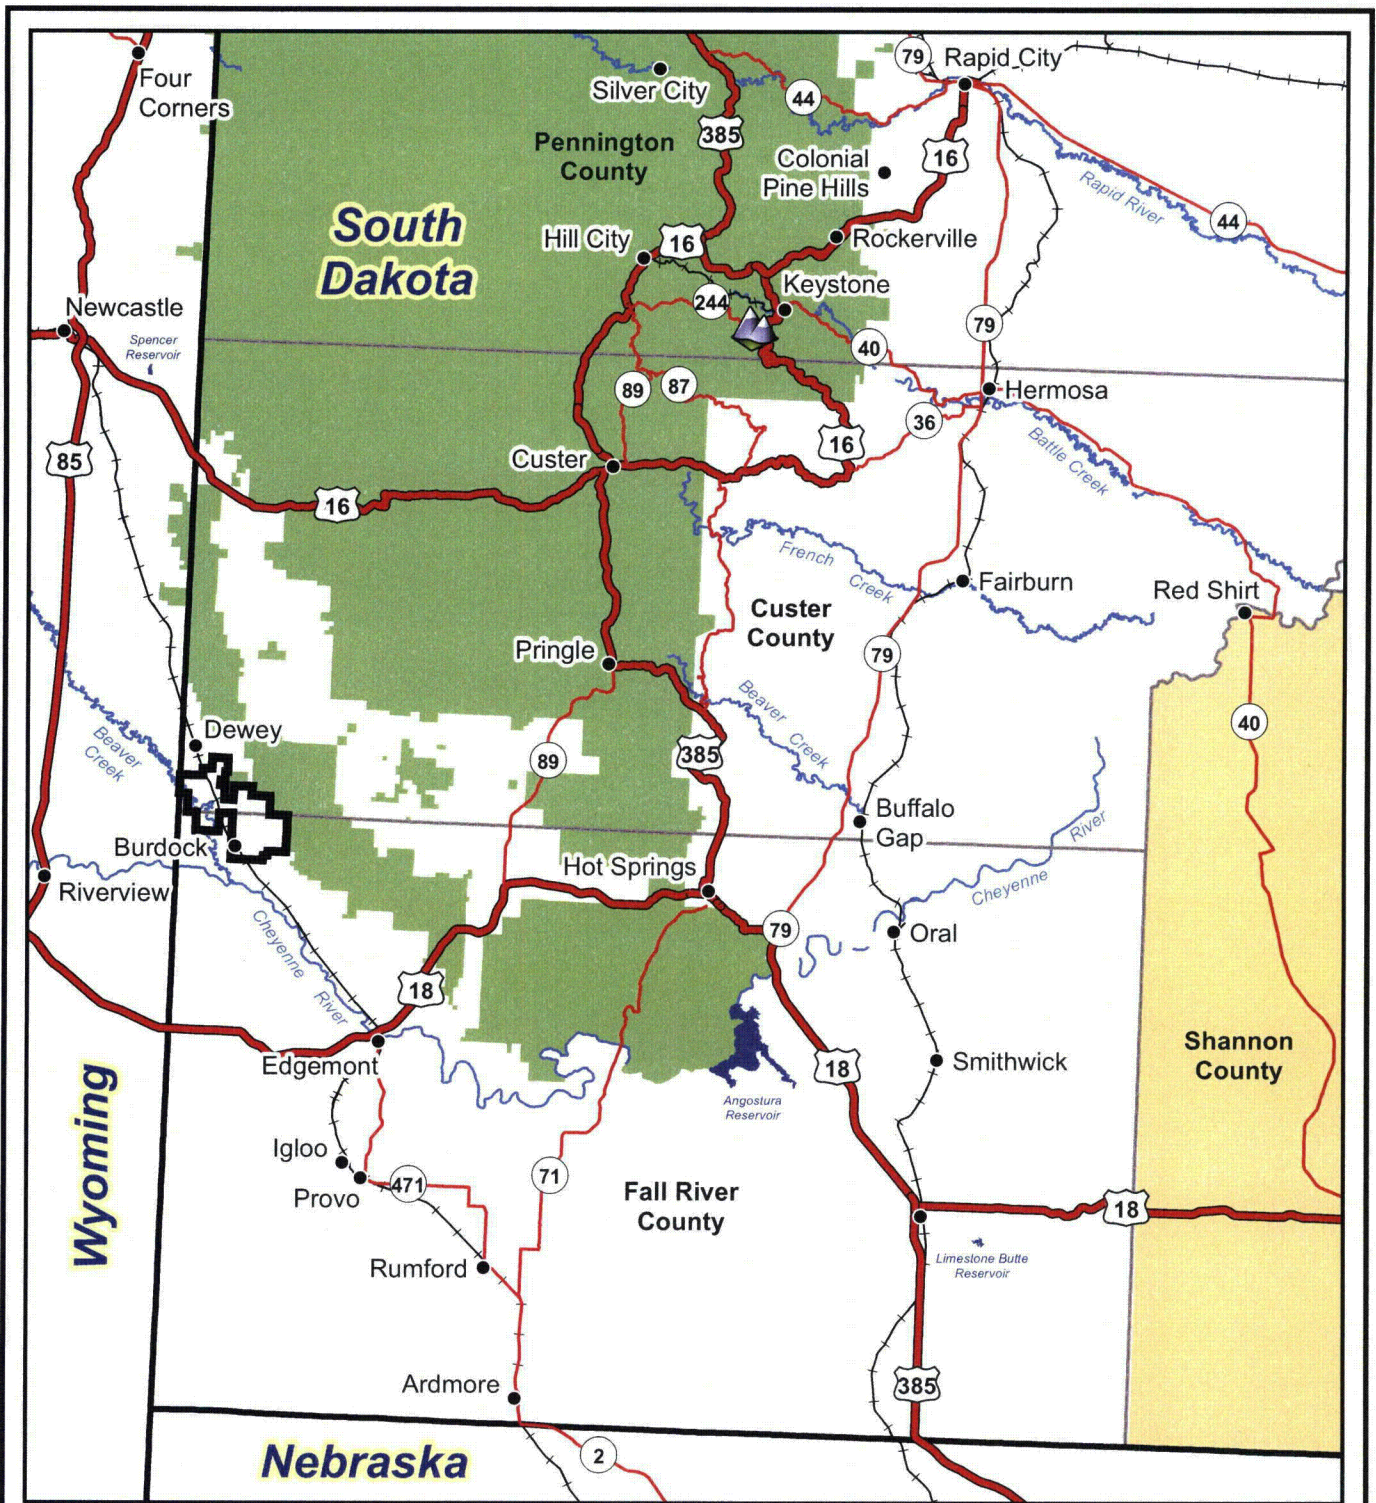 79
Rapid City
Four
Corners
Silver City
44
Pennington
County
385
Colonial
Pine Hills
16
Rapid River
44
South
Dakota
Hill City
16
Rockerville
Keystone
244
Newcastle
Spencer
Reservoir
79
40
89
87
Hermosa
36
16
Battle Creek
85
Custer
16
French
Creek
Fairburn
Red Shirt
Custer
County
Pringle
79
Beaver
Creek
40
Dewey
Beaver
Creek
385
89
Buffalo
Gap
River
Burdock
Hot Springs
Cheyenne
Riverview
79
Oral
Cheyenne
River
18
Edgemont
Shannon
County
Smithwick
18
Angostura
Reservoir
Wyoming
Igloo
Provo
471
71
Fall River
County
18
Limestone Butte
Reservoir
Rumford
Ardmore
385
Nebraska
2